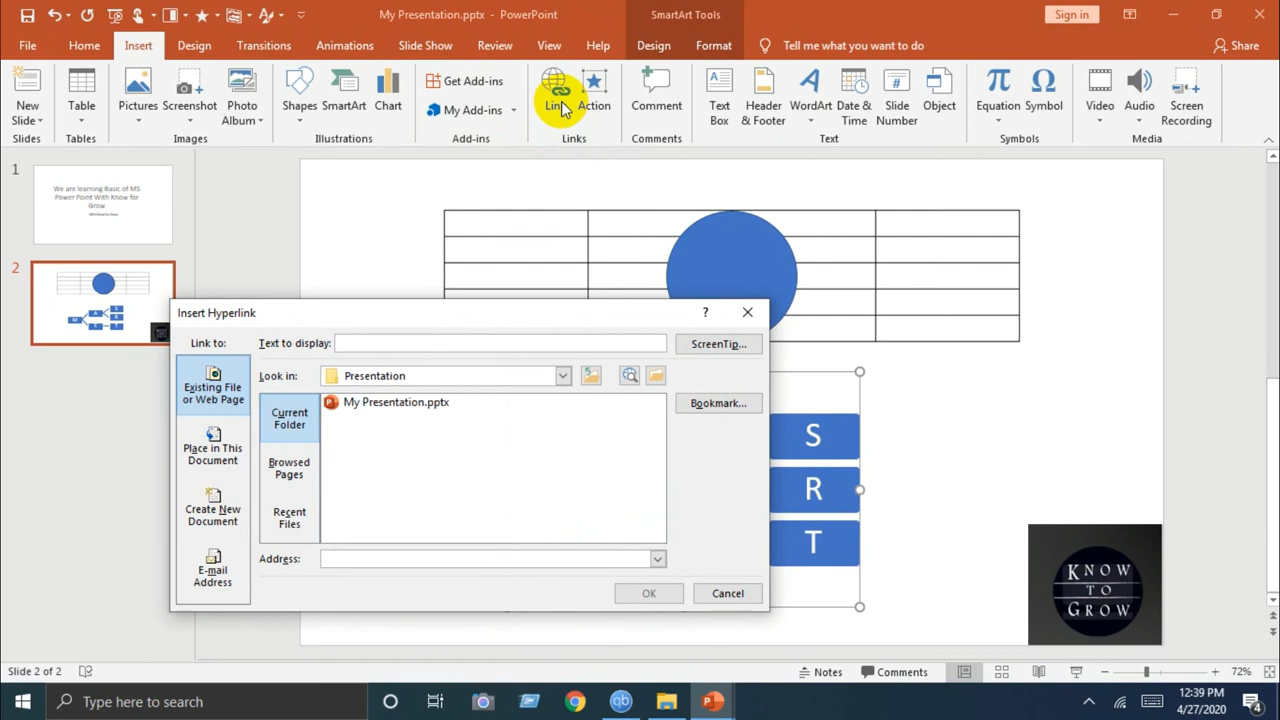 My Presentation.pptx - PowerPoint
SmartArt Tools
Sign in
File
Home
Insert
Design
Transitions
Animations
Slide Show
Review
View
Help
Design
Format
Tell me what you want to do
Share
New
Slide
Table
Pictures
Screenshot
Photo
Album
Shapes
SmartArt
Chart
Get Add-ins
My Add-ins
Link
Action
Comment
Text
Box
Header
& Footer
WordArt
Date &
Time
Slide
Number
Object
Equation
Symbol
Video
Audio
Screen
Recording
Slides
Tables
Images
Illustrations
Add-ins
Links
Comments
Text
Symbols
Media
1
We are learning Basic of MS
Power Point With Know for
Grow
2
Insert Hyperlink
?
Link to:
Text to display:
ScreenTip...
Existing File
or Web Page
Look in:
Presentation
Current
Folder
My Presentation.pptx
Bookmark...
Place in This
Document
Browsed
Pages
Create New
Document
Recent
Files
E-mail
Address
Address:
OK
Cancel
S
R
T
KNOW
TO
GROW
Slide 2 of 2
Notes
Comments
72%
Type here to search
qb
12:39 PM
4/27/2020
4